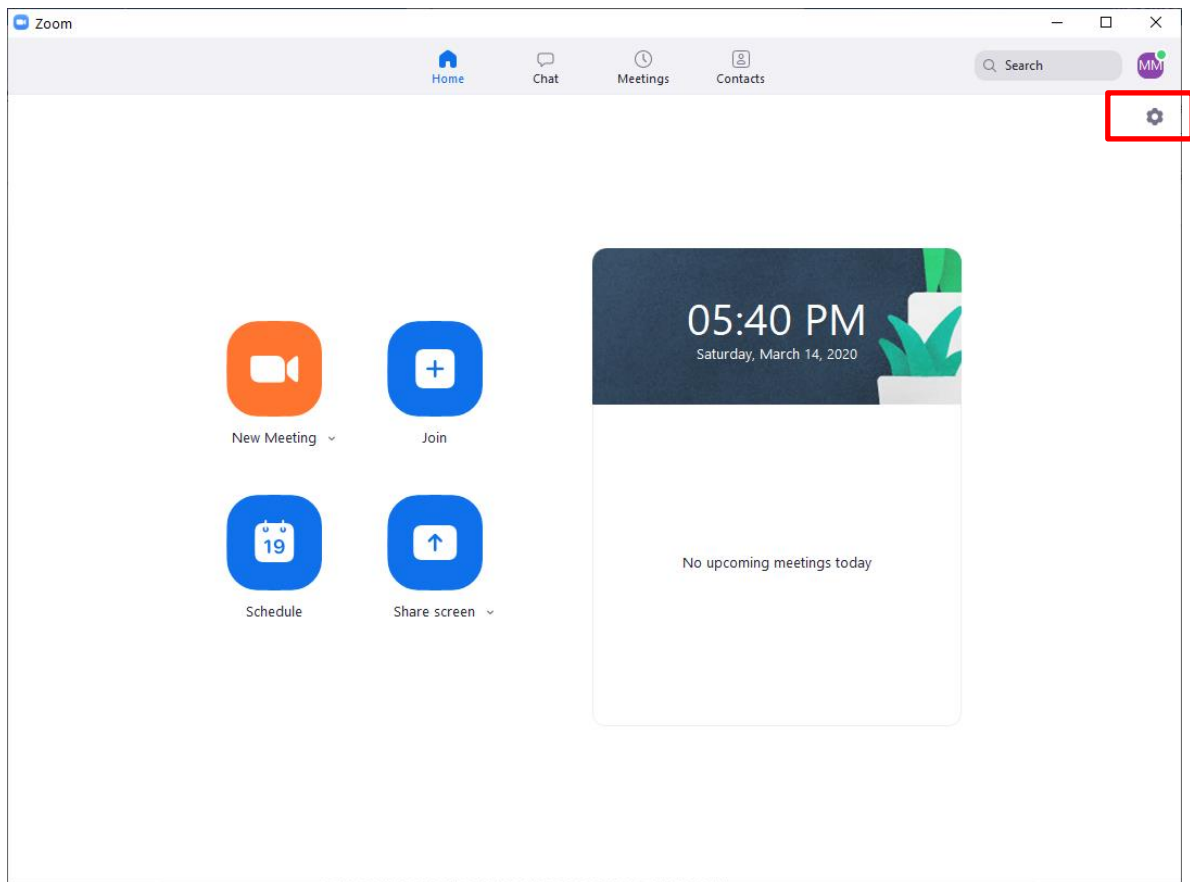 Zoom
Home
Chat
Meetings
Contacts
Search
MM
05:40 PM
Saturday, March 14, 2020
New Meeting
Join
19
Schedule
Share screen
No upcoming meetings today